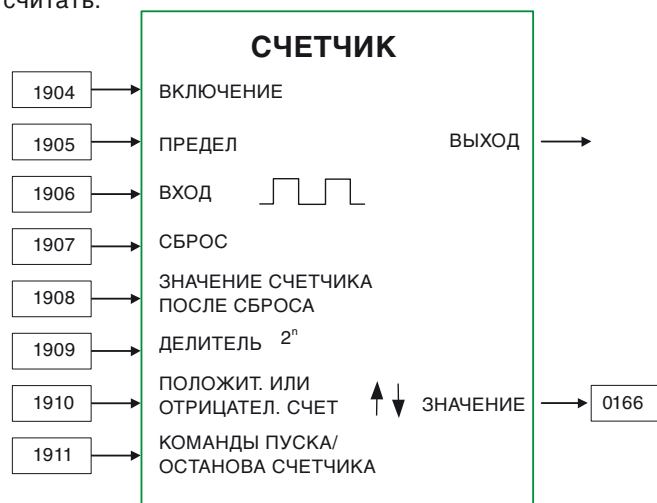 считать.
СЧЕТЧИК
1904 ВКЛЮЧЕНИЕ
1905 ПРЕДЕЛ ВЫХОД
1906 ВХОД
1907 СБРОС
1908 ЗНАЧЕНИЕ СЧЕТЧИКА
ПОСЛЕ СБРОСА
1909 ДЕЛИТЕЛЬ 2ⁿ
1910 ПОЛОЖИТ. ИЛИ
ОТРИЦАТЕЛ. СЧЕТ ЗНАЧЕНИЕ 0166
1911 КОМАНДЫ ПУСКА/
ОСТАНОВА СЧЕТЧИКА